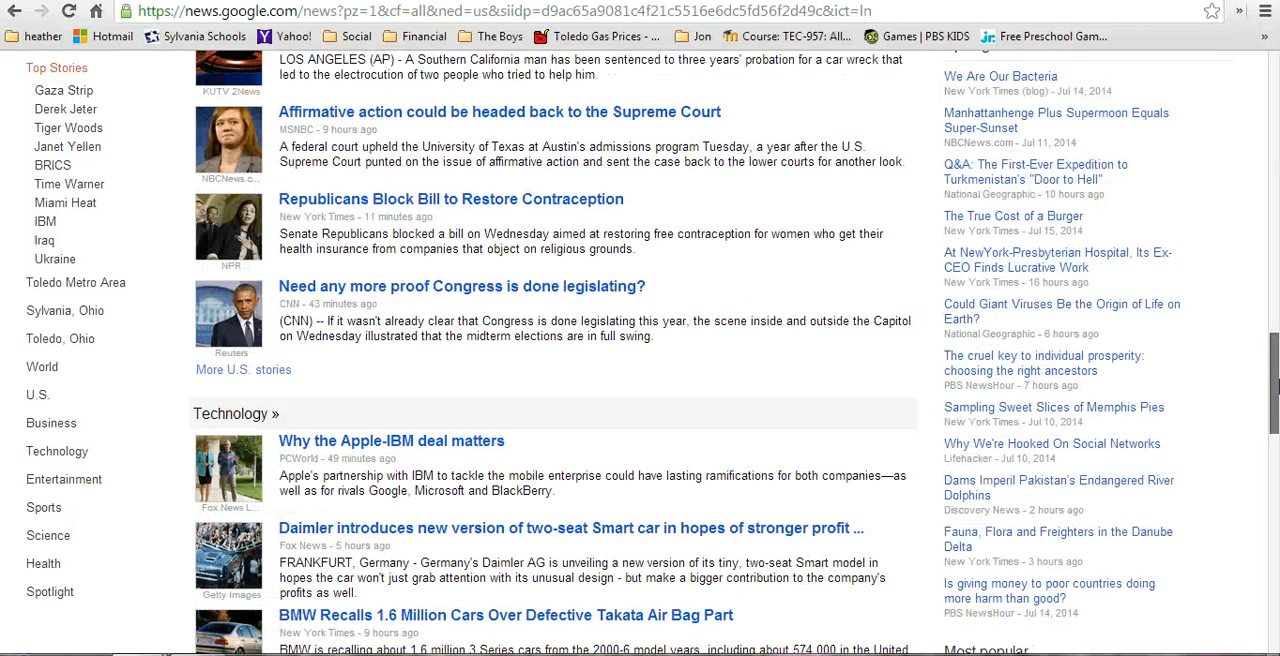 https://news.google.com/news?pz=1&cf=all&ned=us&siidp=d9ac65a9081c4f21c5516e6dc5fd56f2d49c&ict=ln
heather
Hotmail
Sylvania Schools
Yahoo!
Social
Financial
The Boys
Toledo Gas Prices - ...
Jon
Course: TEC-957: All...
Games | PBS KIDS
Free Preschool Gam...
Top Stories
Gaza Strip
Derek Jeter
Tiger Woods
Janet Yellen
BRICS
Time Warner
Miami Heat
IBM
Iraq
Ukraine
Toledo Metro Area
Sylvania, Ohio
Toledo, Ohio
World
U.S.
Business
Technology
Entertainment
Sports
Science
Health
Spotlight
LOS ANGELES (AP) - A Southern California man has been sentenced to three years' probation for a car wreck that
led to the electrocution of two people who tried to help him.
KUTV 2News
Affirmative action could be headed back to the Supreme Court
MSNBC - 9 hours ago
A federal court upheld the University of Texas at Austin's admissions program Tuesday, a year after the U.S.
Supreme Court punted on the issue of affirmative action and sent the case back to the lower courts for another look.
NBCNews.c...
Republicans Block Bill to Restore Contraception
New York Times - 11 minutes ago
Senate Republicans blocked a bill on Wednesday aimed at restoring free contraception for women who get their
health insurance from companies that object on religious grounds.
NPR
Need any more proof Congress is done legislating?
CNN - 43 minutes ago
(CNN) -- If it wasn't already clear that Congress is done legislating this year, the scene inside and outside the Capitol
on Wednesday illustrated that the midterm elections are in full swing.
Reuters
More U.S. stories
Technology »
Why the Apple-IBM deal matters
PCWorld - 49 minutes ago
Apple's partnership with IBM to tackle the mobile enterprise could have lasting ramifications for both companies—as
well as for rivals Google, Microsoft and BlackBerry.
Fox News L...
Daimler introduces new version of two-seat Smart car in hopes of stronger profit ...
Fox News - 5 hours ago
FRANKFURT, Germany - Germany's Daimler AG is unveiling a new version of its tiny, two-seat Smart model in
hopes the car won't just grab attention with its unusual design - but make a bigger contribution to the company's
profits as well.
Getty Images
BMW Recalls 1.6 Million Cars Over Defective Takata Air Bag Part
New York Times - 9 hours ago
BMW is recalling about 1.6 million 3 Series cars from the 2000-6 model years, including about 574,000 in the United
We Are Our Bacteria
New York Times (blog) - Jul 14, 2014
Manhattanhenge Plus Supermoon Equals
Super-Sunset
NBCNews.com - Jul 11, 2014
Q&A: The First-Ever Expedition to
Turkmenistan's "Door to Hell"
National Geographic - 10 hours ago
The True Cost of a Burger
New York Times - Jul 15, 2014
At NewYork-Presbyterian Hospital, Its Ex-
CEO Finds Lucrative Work
New York Times - 16 hours ago
Could Giant Viruses Be the Origin of Life on
Earth?
National Geographic - 6 hours ago
The cruel key to individual prosperity:
choosing the right ancestors
PBS NewsHour - 7 hours ago
Sampling Sweet Slices of Memphis Pies
New York Times - Jul 10, 2014
Why We're Hooked On Social Networks
Lifehacker - Jul 10, 2014
Dams Imperil Pakistan's Endangered River
Dolphins
Discovery News - 2 hours ago
Fauna, Flora and Freighters in the Danube
Delta
New York Times - 3 hours ago
Is giving money to poor countries doing
more harm than good?
PBS NewsHour - Jul 14, 2014
Most popular